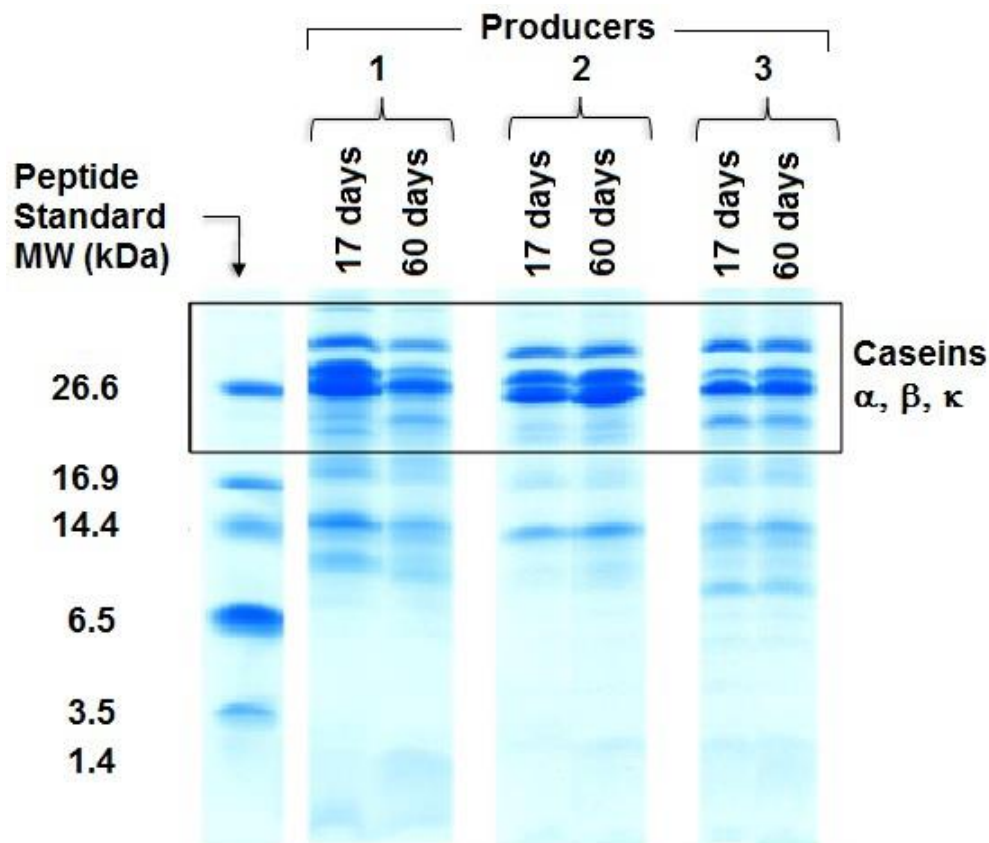 Producers
1 2 3
17 days 60 days 17 days 60 days 17 days 60 days
Peptide
Standard
MW (kDa)
26.6
16.9
14.4
6.5
3.5
1.4
Caseins
α, β, κ